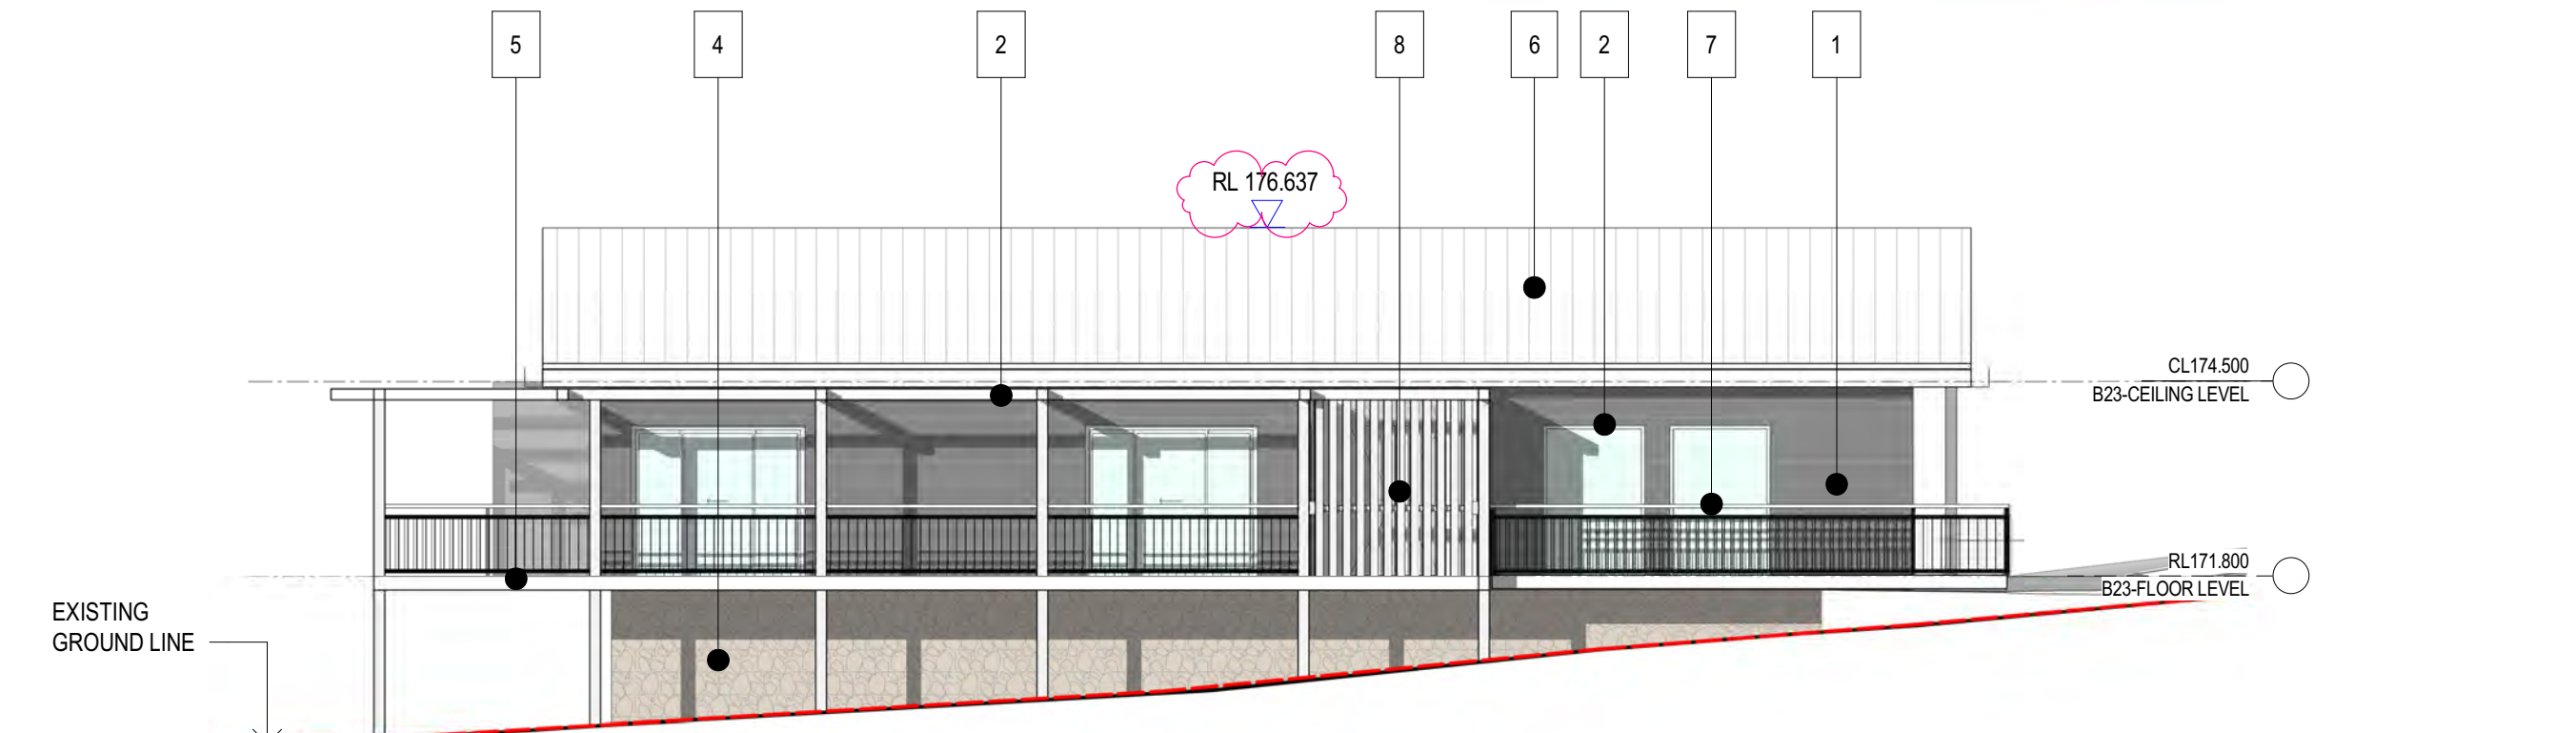 5
4
2
8
6
2
7
1
RL 176.637
CL174.500
B23-CEILING LEVEL
RL171.800
B23-FLOOR LEVEL
EXISTING
GROUND LINE